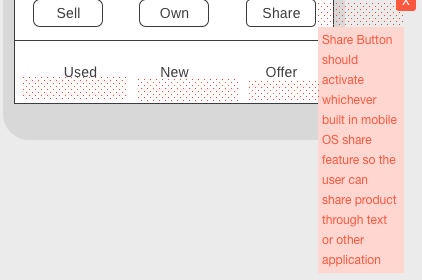 X
Sell Own Share
Used New Offer
Share Button
should
activate
whichever
built in mobile
OS share
feature so the
user can
share product
through text
or other
application